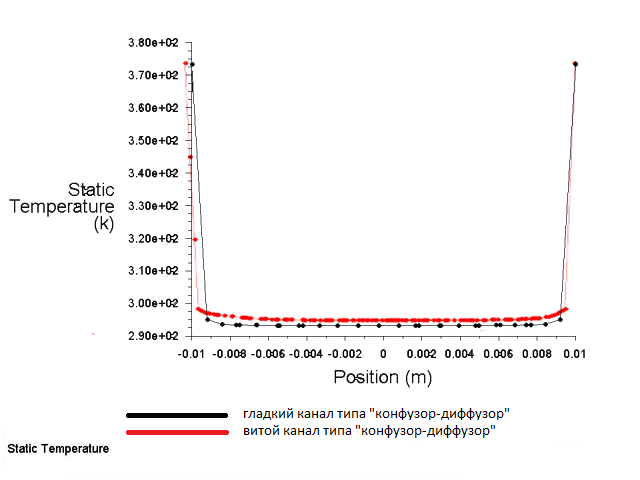 3.80e+02
3.70e+02
3.60e+02
3.50e+02
3.40e+02
3.30e+02
3.20e+02
3.10e+02
3.00e+02
2.90e+02
Static
Temperature
(k)
-0.01 -0.008 -0.006 -0.004 -0.002 0 0.002 0.004 0.006 0.008 0.01
Position (m)
гладкий канал типа "конфузор-диффузор"
витой канал типа "конфузор-диффузор"
Static Temperature